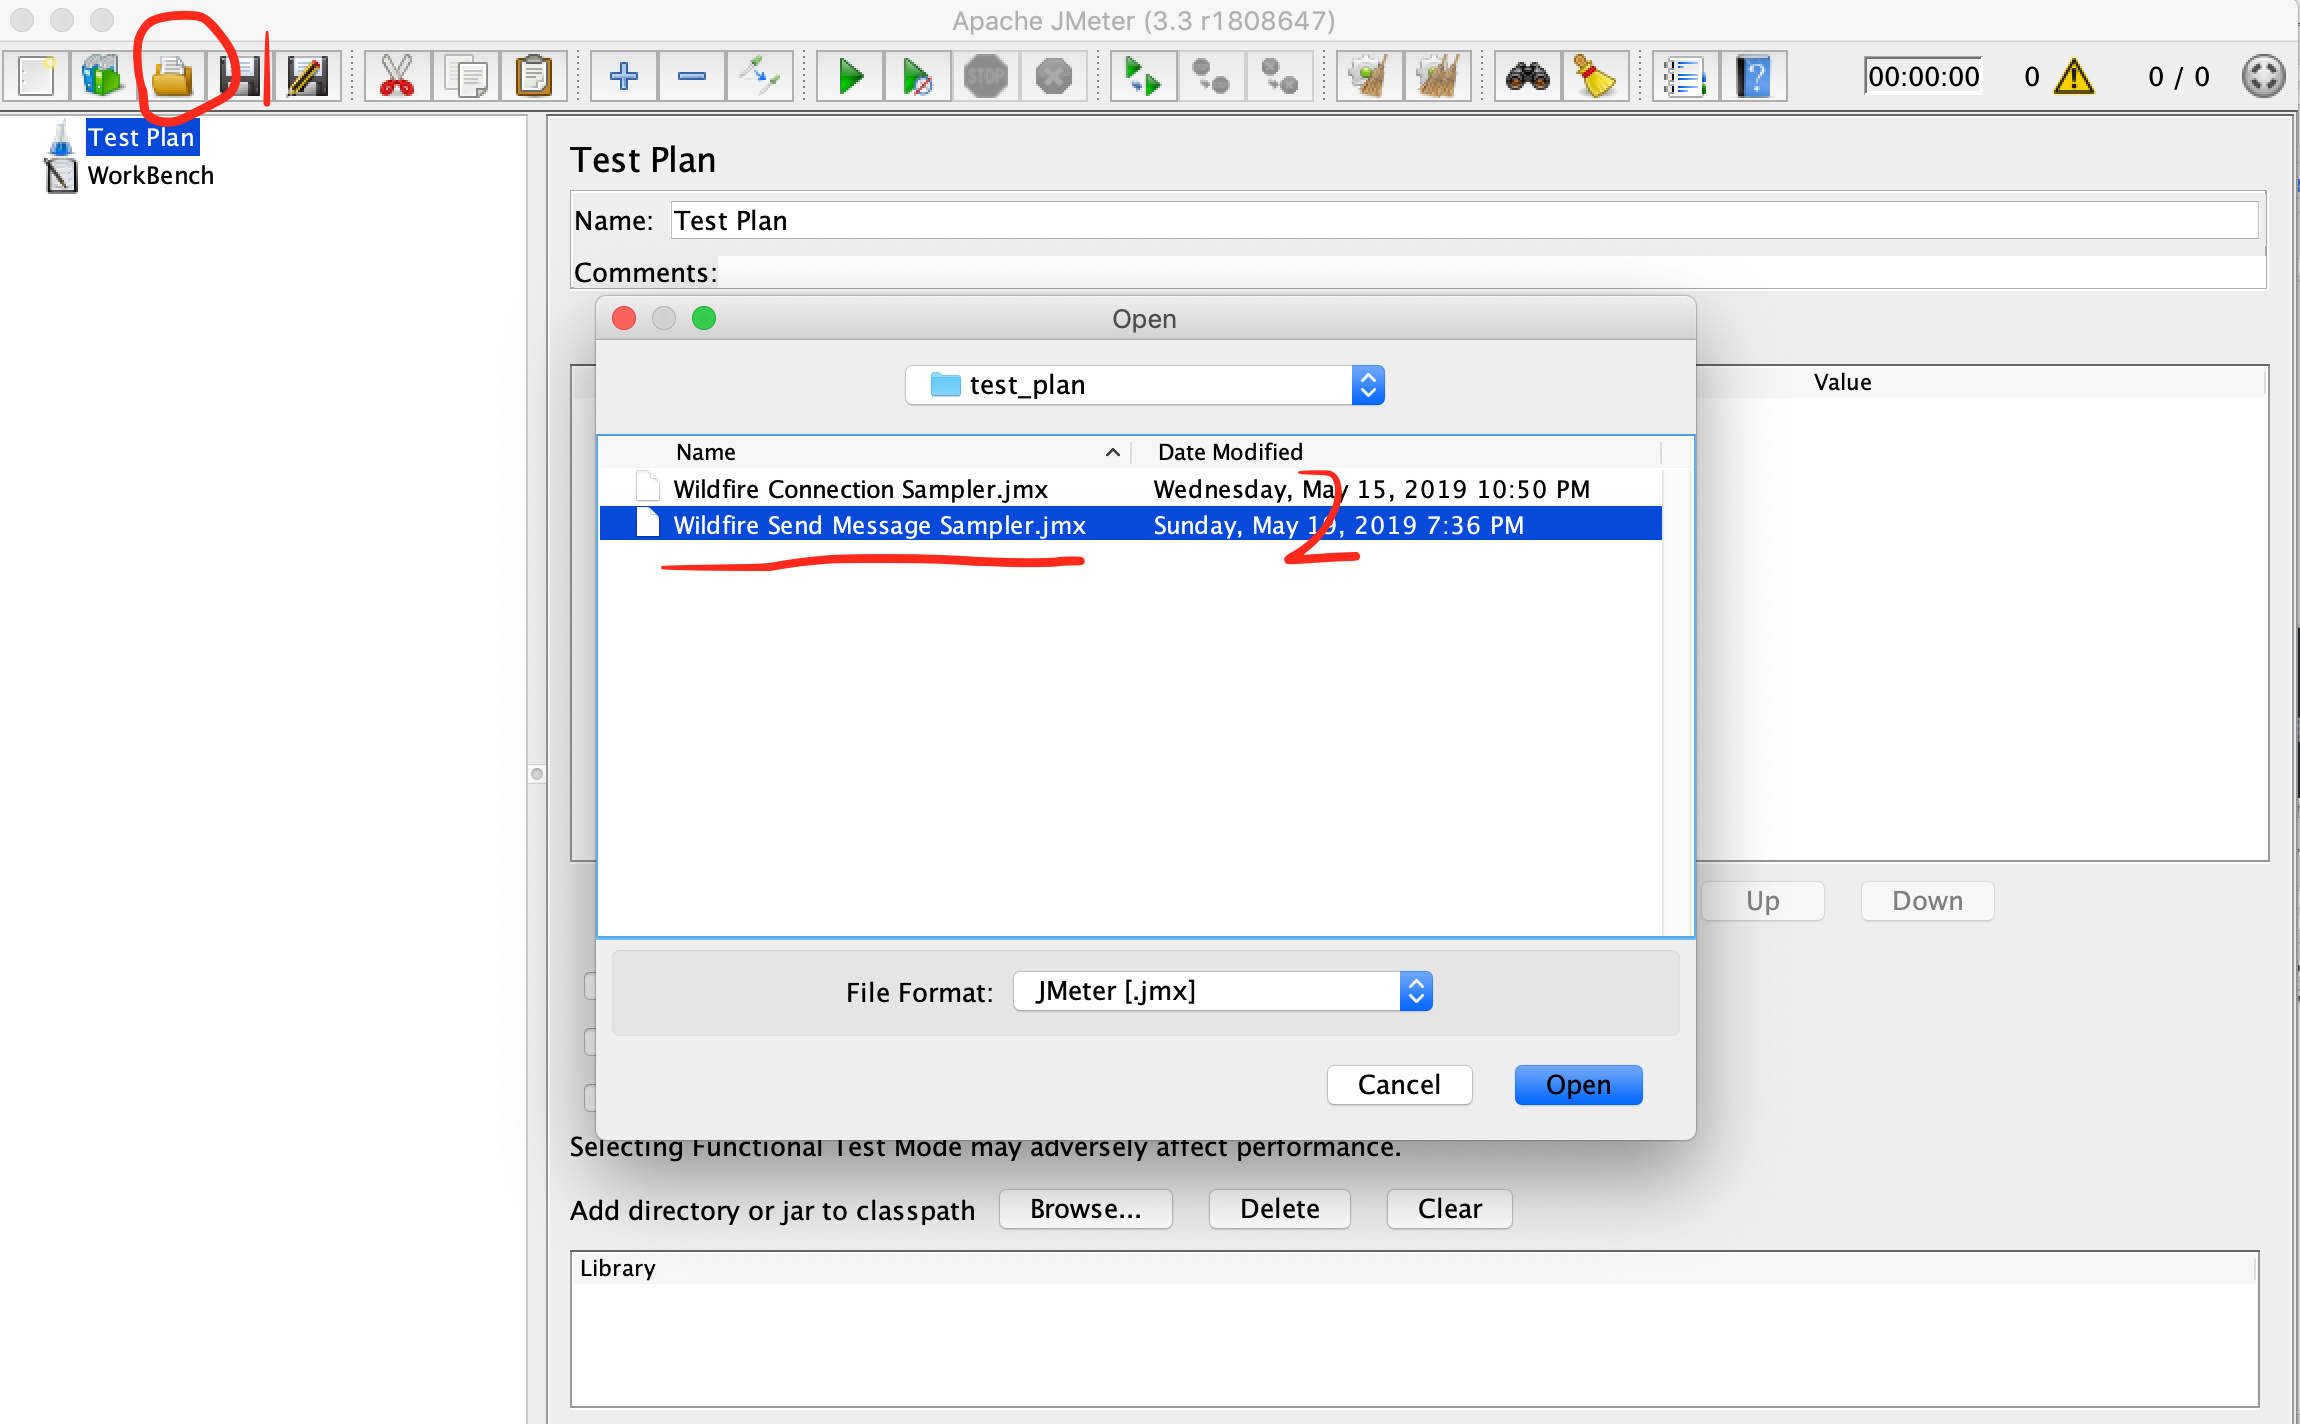 Apache JMeter (3.3 r1808647)
STOP
?
00:00:00 0 0 / 0
1
Test Plan
WorkBench
Test Plan
Name: Test Plan
Comments:
Open
test_plan
Value
Name Date Modified
Wildfire Connection Sampler.jmx Wednesday, May 15, 2019 10:50 PM
Wildfire Send Message Sampler.jmx Sunday, May 19, 2019 7:36 PM
2
Up Down
File Format: JMeter [.jmx]
Cancel Open
Selecting Functional Test Mode may adversely affect performance.
Add directory or jar to classpath Browse... Delete Clear
Library